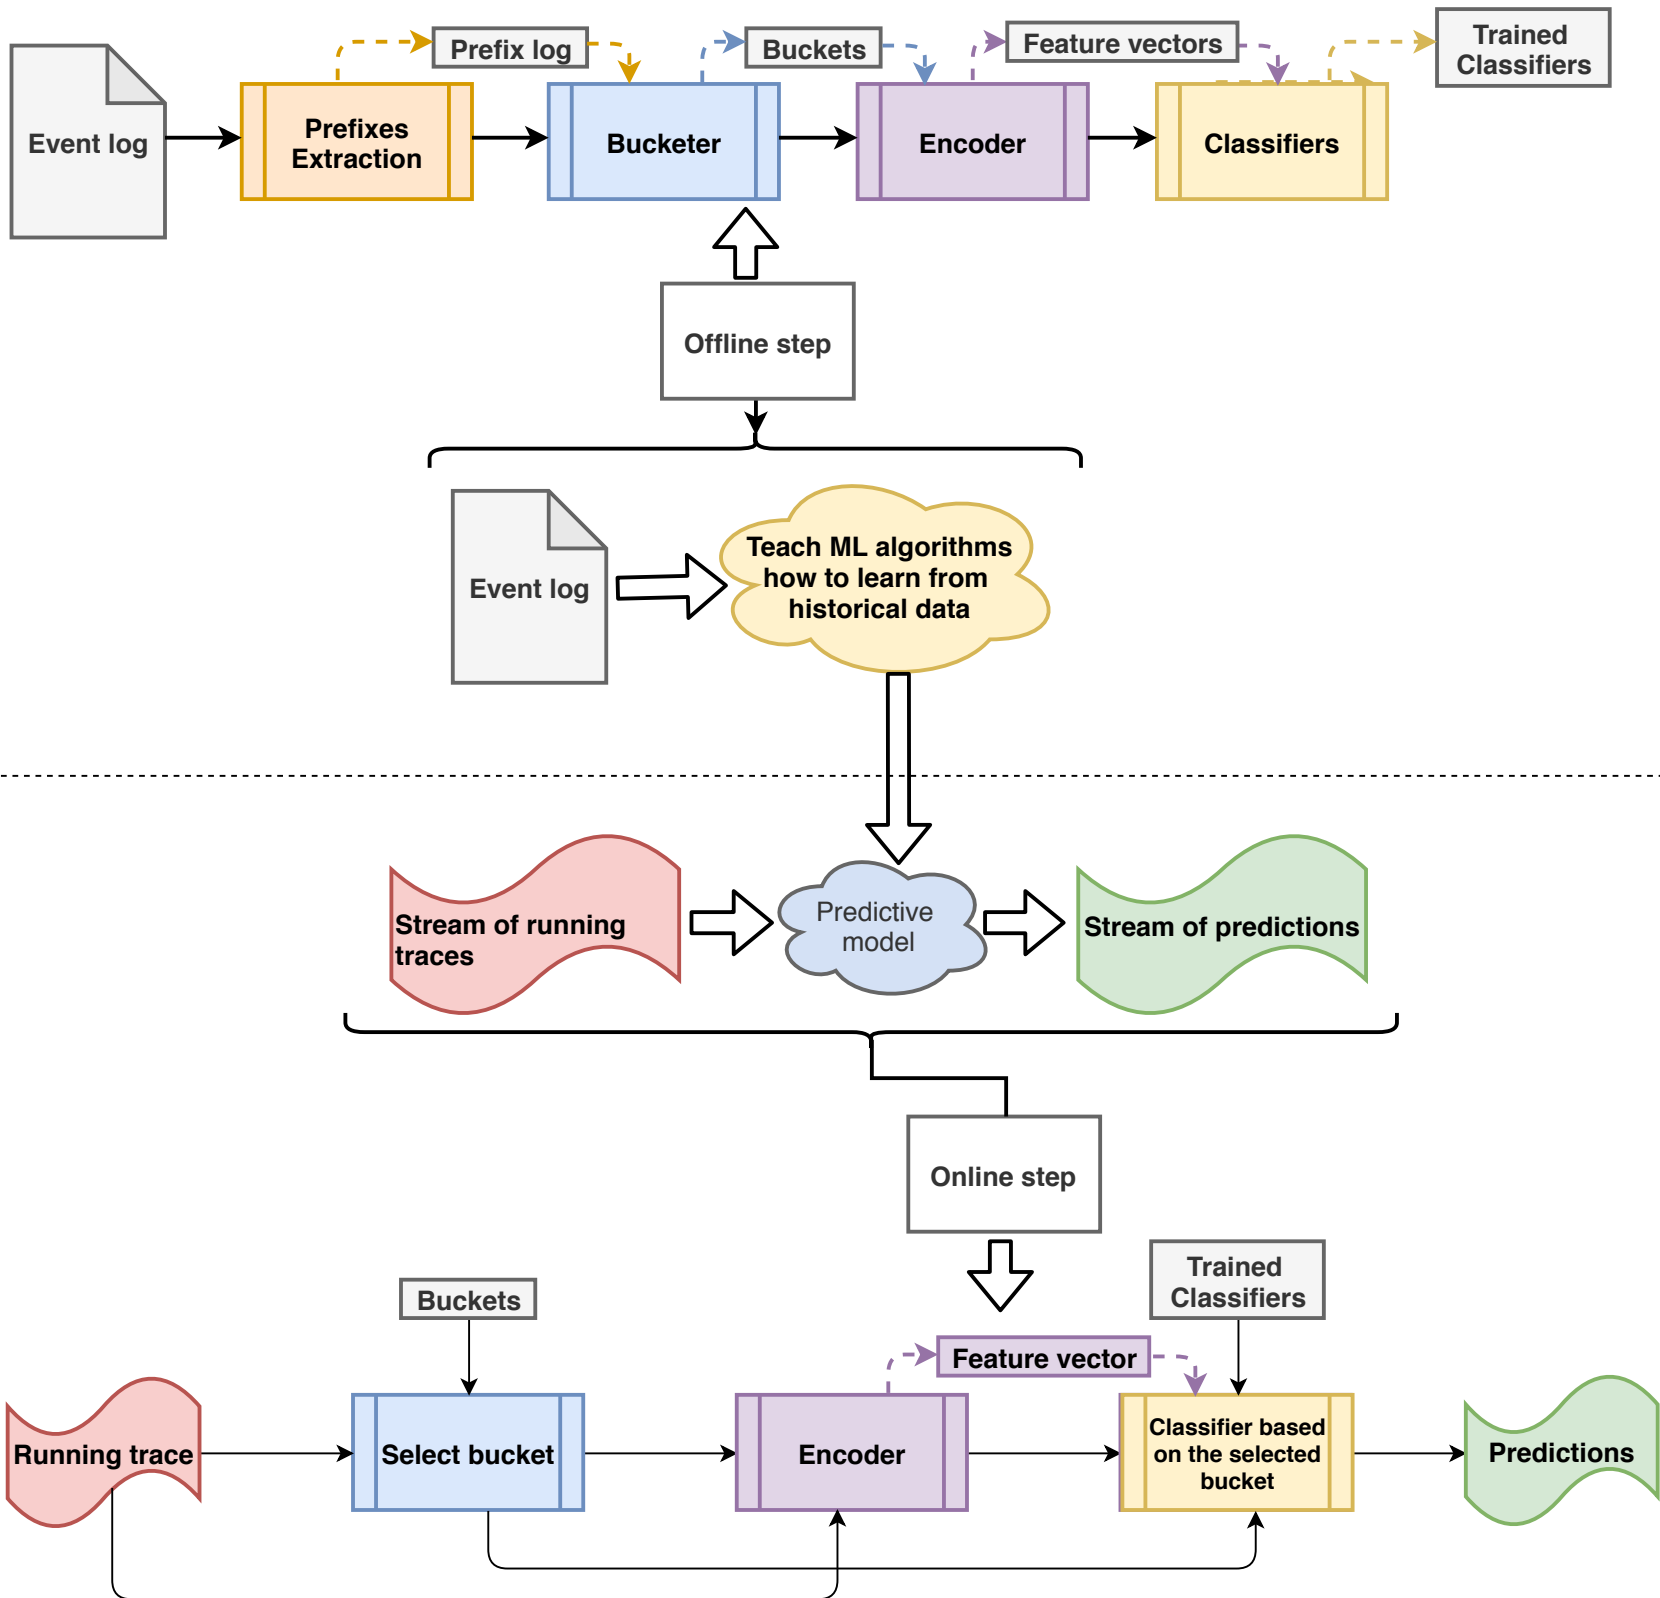 Prefix log
Buckets
Feature vectors
Trained
Classifiers
Event log
Prefixes
Extraction
Bucketer
Encoder
Classifiers
Offline step
Event log
Teach ML algorithms
how to learn from
historical data
Stream of running
traces
Predictive
model
Stream of predictions
Online step
Buckets
Trained
Classifiers
Feature vector
Running trace
Select bucket
Encoder
Classifier based
on the selected
bucket
Predictions